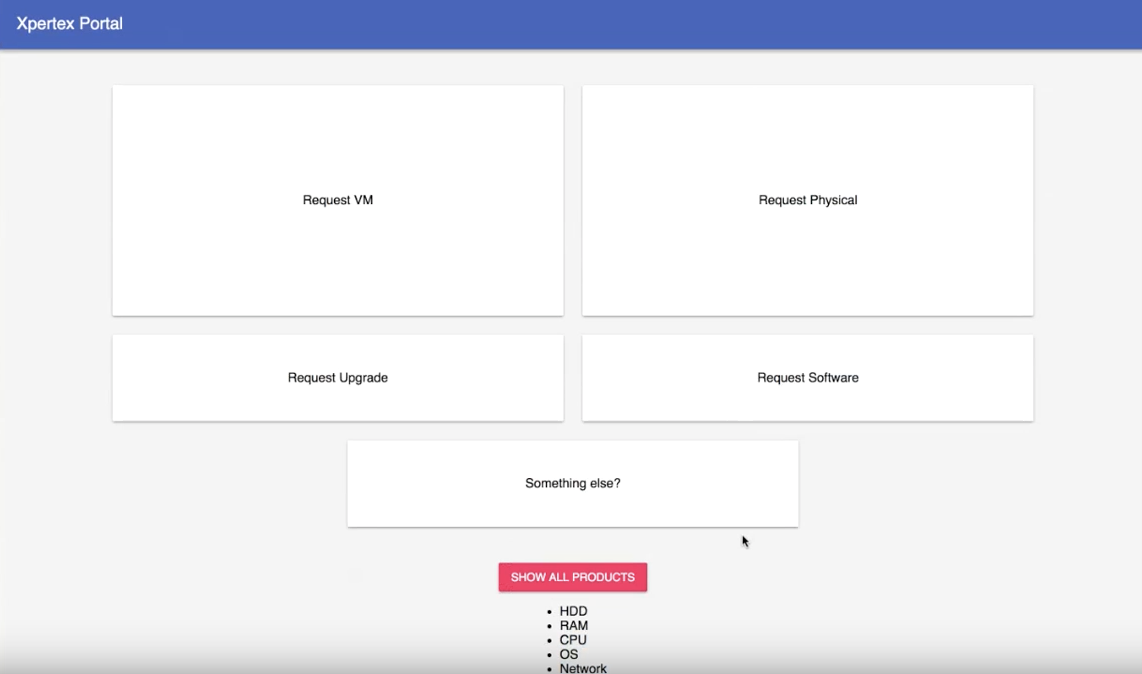 Xpertex Portal
Request VM
Request Physical
Request Upgrade
Request Software
Something else?
SHOW ALL PRODUCTS
HDD
RAM
CPU
OS
Network